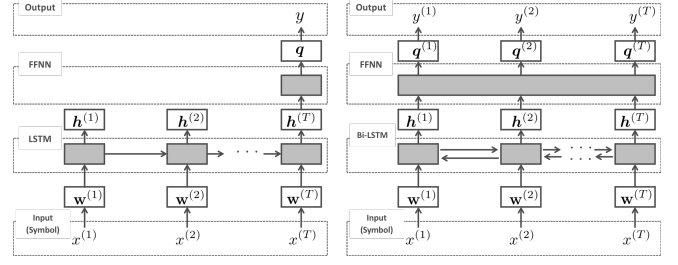 Output
y
q
FFNN
h^(1) h^(2) h^(T)
LSTM
· · ·
w^(1) w^(2) w^(T)
Input
(Symbol)
x^(1) x^(2) x^(T)
Output
y^(1) y^(2) y^(T)
q^(1) q^(2) q^(T)
FFNN
h^(1) h^(2) h^(T)
Bi-LSTM
· · ·
· · ·
w^(1) w^(2) w^(T)
Input
(Symbol)
x^(1) x^(2) x^(T)